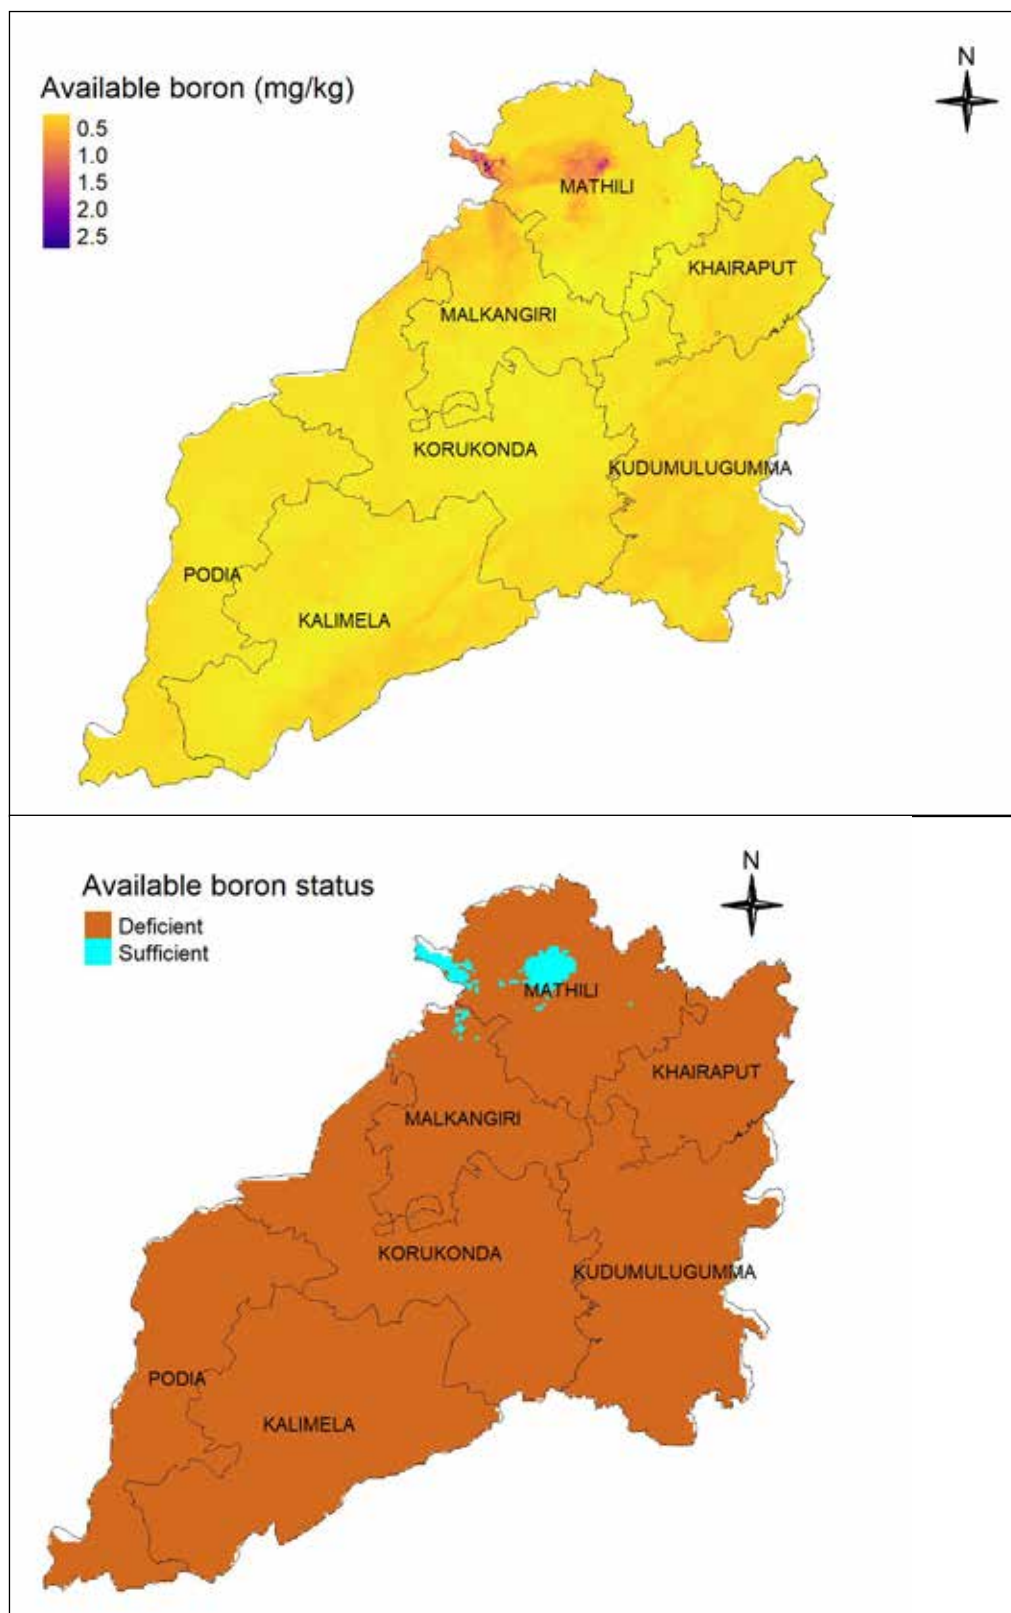 N
Available boron (mg/kg)
0.5
1.0
1.5
2.0
2.5
MATHILI
KHAIRAPUT
MALKANGIRI
KORUKONDA
KUDUMULUGUMMA
PODIA
KALIMELA
N
Available boron status
Deficient
Sufficient
MATHILI
KHAIRAPUT
MALKANGIRI
KORUKONDA
KUDUMULUGUMMA
PODIA
KALIMELA